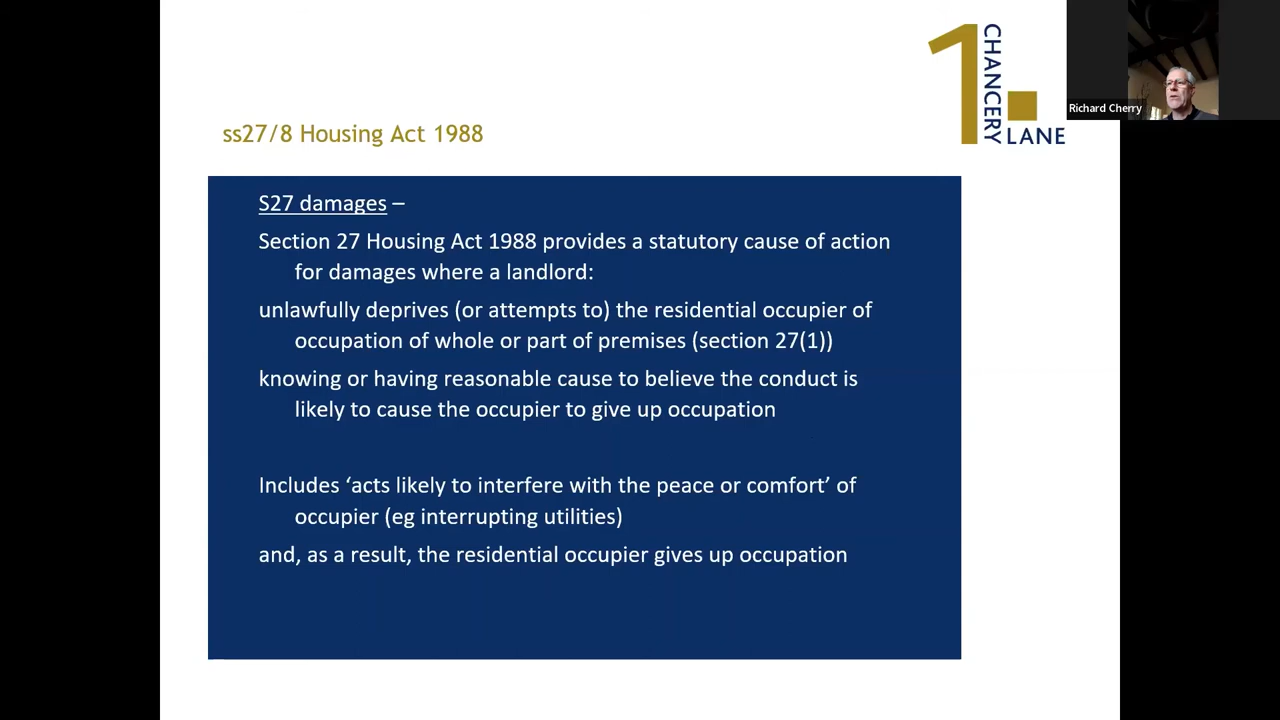 1 CHANCERY LANE
Richard Cherry
ss27/8 Housing Act 1988
S27 damages –
Section 27 Housing Act 1988 provides a statutory cause of action
for damages where a landlord:
unlawfully deprives (or attempts to) the residential occupier of
occupation of whole or part of premises (section 27(1))
knowing or having reasonable cause to believe the conduct is
likely to cause the occupier to give up occupation
Includes ‘acts likely to interfere with the peace or comfort’ of
occupier (eg interrupting utilities)
and, as a result, the residential occupier gives up occupation